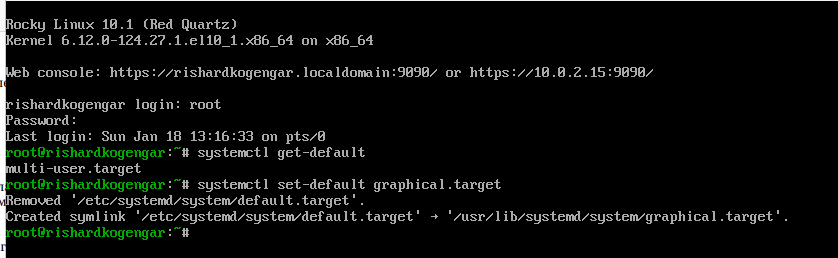 Rocky Linux 10.1 (Red Quartz)
Kernel 6.12.0-124.27.1.el10_1.x86_64 on x86_64
Web console: https://rishardkogengar.localdomain:9090/ or https://10.0.2.15:9090/
rishardkogengar login: root
Password:
Last login: Sun Jan 18 13:16:33 on pts/0
root@rishardkogengar:~# systemctl get-default
multi-user.target
root@rishardkogengar:~# systemctl set-default graphical.target
Removed '/etc/systemd/system/default.target'.
Created symlink '/etc/systemd/system/default.target' → '/usr/lib/systemd/system/graphical.target'.
root@rishardkogengar:~#